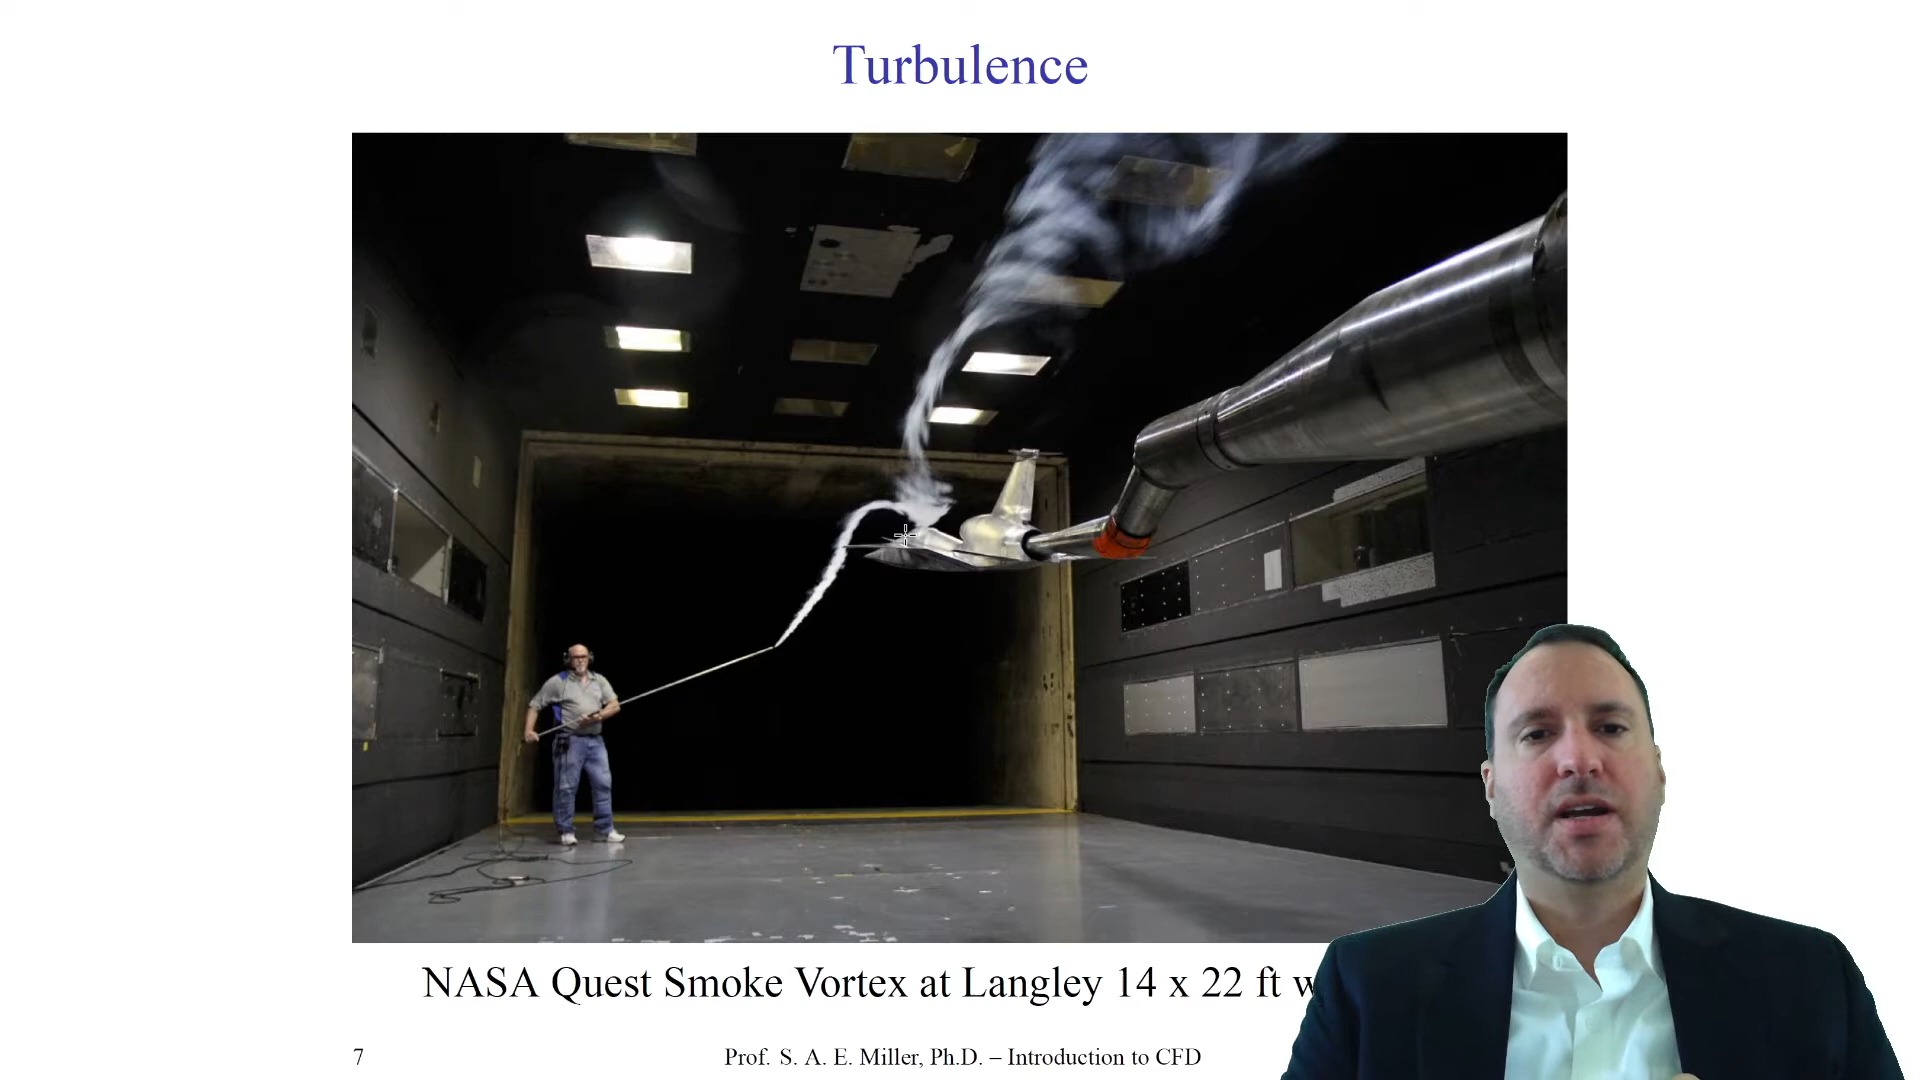 Turbulence
NASA Quest Smoke Vortex at Langley 14 x 22 ft
7
Prof. S. A. E. Miller, Ph.D. – Introduction to CFD